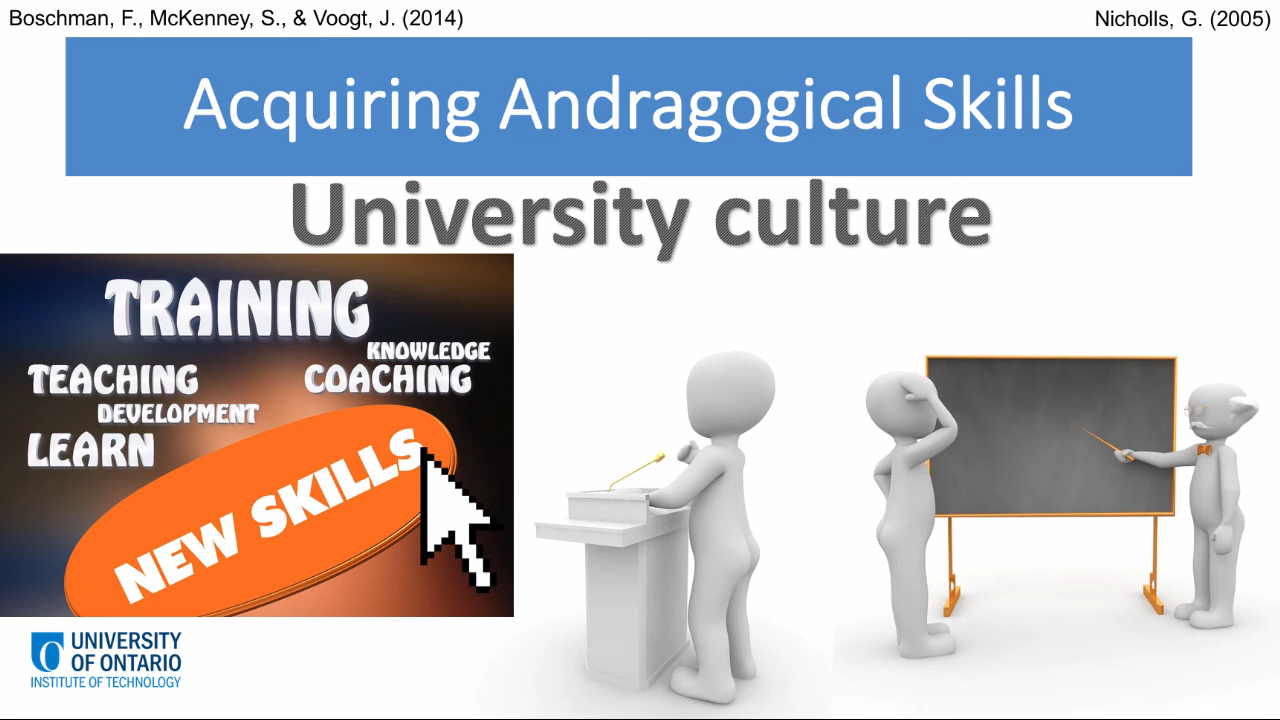 Boschman, F., McKenney, S., & Voogt, J. (2014)
Nicholls, G. (2005)
Acquiring Andragogical Skills
University culture
TRAINING
KNOWLEDGE
TEACHING
COACHING
DEVELOPMENT
LEARN
NEW SKILLS
UNIVERSITY
OF ONTARIO
INSTITUTE OF TECHNOLOGY